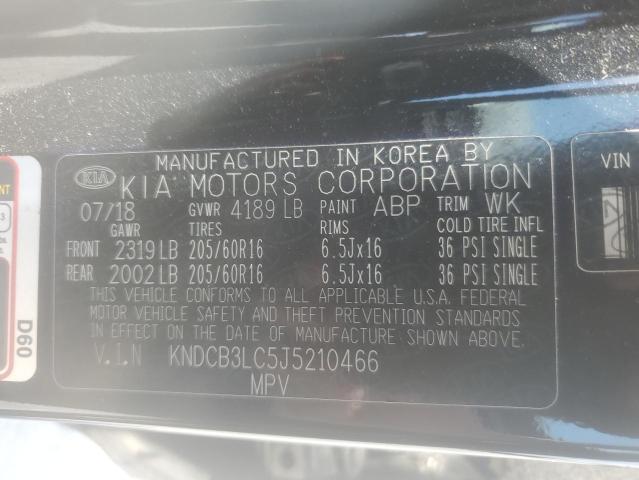 MANUFACTURED IN KOREA BY
KIA KIA MOTORS CORPORATION
07/18 GVWR 4189 LB PAINT ABP TRIM WK
GAWR TIRES RIMS COLD TIRE INFL
FRONT 2319 LB 205/60R16 6.5Jx16 36 PSI SINGLE
REAR 2002 LB 205/60R16 6.5Jx16 36 PSI SINGLE
THIS VEHICLE CONFORMS TO ALL APPLICABLE U.S.A. FEDERAL
MOTOR VEHICLE SAFETY AND THEFT PREVENTION STANDARDS
IN EFFECT ON THE DATE OF MANUFACTURE SHOWN ABOVE.
V.I.N KNDCB3LC5J5210466
MPV
VIN
D60
3